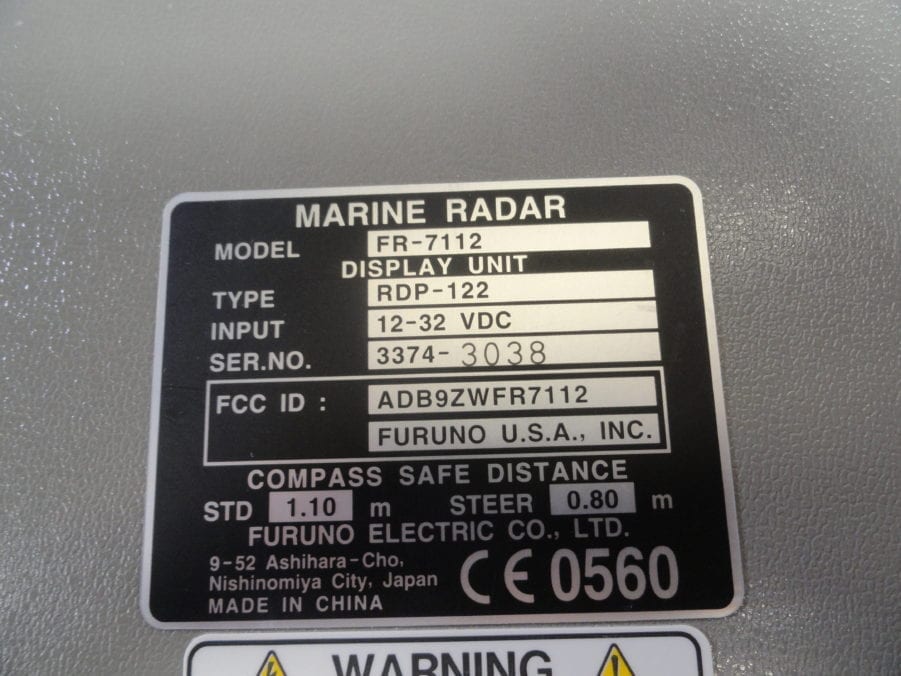 MARINE RADAR
MODEL FR-7112
DISPLAY UNIT
TYPE RDP-122
INPUT 12-32 VDC
SER.NO. 3374-3038
FCC ID : ADB9ZWFR7112
FURUNO U.S.A., INC.
COMPASS SAFE DISTANCE
STD 1.10 m STEER 0.80 m
FURUNO ELECTRIC CO., LTD.
9-52 Ashihara-Cho,
Nishinomiya City, Japan
MADE IN CHINA
CE 0560
WARNING